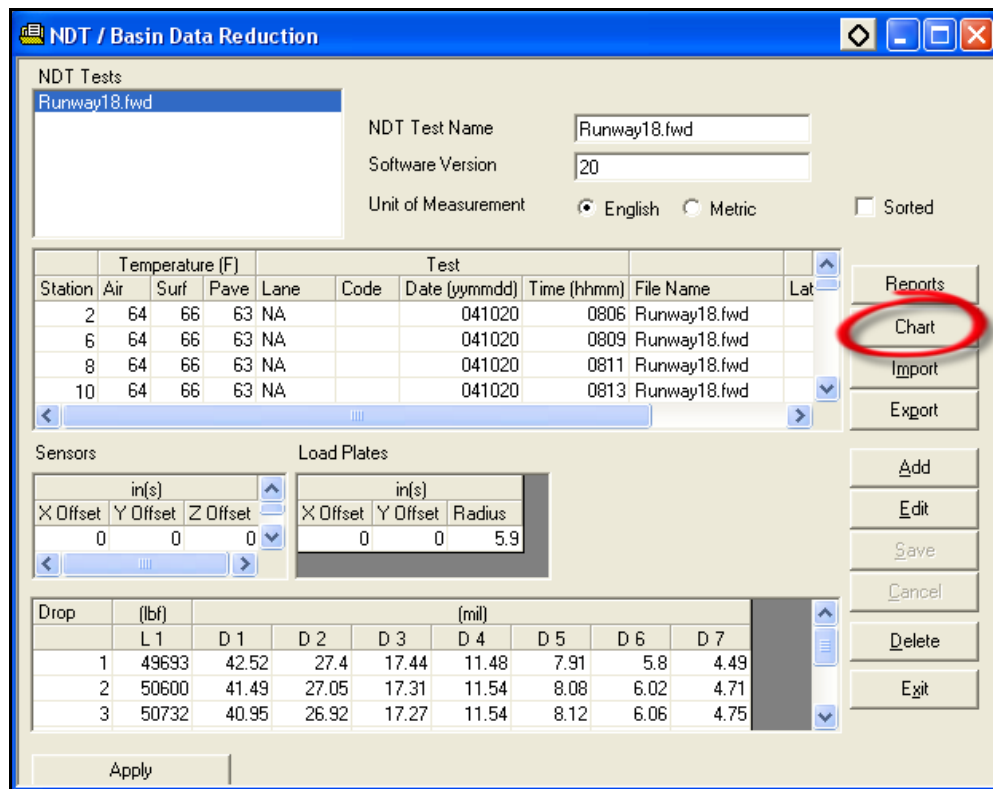 NDT / Basin Data Reduction
NDT Tests
Runway18.fwd
NDT Test Name Runway18.fwd
Software Version 20
Unit of Measurement English Metric Sorted
Temperature (F) Test
Station Air Surf Pave Lane Code Date (yymmdd) Time (hhmm) File Name Lat
2 64 66 63 NA 041020 0806 Runway18.fwd
6 64 66 63 NA 041020 0809 Runway18.fwd
8 64 66 63 NA 041020 0811 Runway18.fwd
10 64 66 63 NA 041020 0813 Runway18.fwd
Reports
Chart
Import
Export
Sensors Load Plates
in(s) in(s)
X Offset Y Offset Z Offset X Offset Y Offset Radius
0 0 0 0 0 5.9
Add
Edit
Save
Cancel
Delete
Exit
Drop (lbf) (mil)
L 1 D 1 D 2 D 3 D 4 D 5 D 6 D 7
1 49693 42.52 27.4 17.44 11.48 7.91 5.8 4.49
2 50600 41.49 27.05 17.31 11.54 8.08 6.02 4.71
3 50732 40.95 26.92 17.27 11.54 8.12 6.06 4.75
Apply